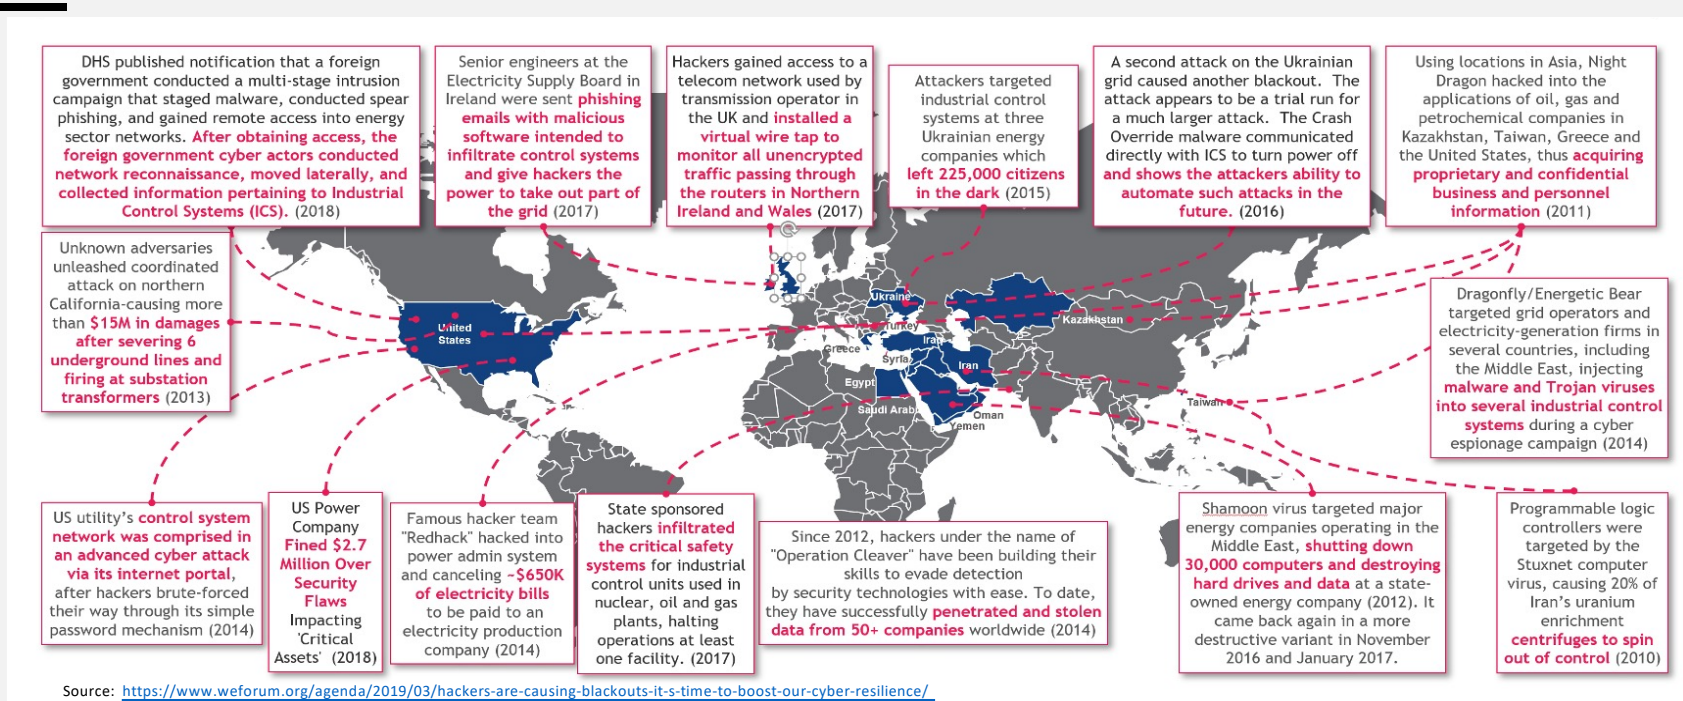 DHS published notification that a foreign
government conducted a multi-stage intrusion
campaign that staged malware, conducted spear
phishing, and gained remote access into energy
sector networks. After obtaining access, the
foreign government cyber actors conducted
network reconnaissance, moved laterally, and
collected information pertaining to Industrial
Control Systems (ICS). (2018)
Senior engineers at the
Electricity Supply Board in
Ireland were sent phishing
emails with malicious
software intended to
infiltrate control systems
and give hackers the
power to take out part of
the grid (2017)
Hackers gained access to a
telecom network used by
transmission operator in
the UK and installed a
virtual wire tap to
monitor all unencrypted
traffic passing through
the routers in Northern
Ireland and Wales (2017)
Attackers targeted
industrial control
systems at three
Ukrainian energy
companies which
left 225,000 citizens
in the dark (2015)
A second attack on the Ukrainian
grid caused another blackout. The
attack appears to be a trial run for
a much larger attack. The Crash
Override malware communicated
directly with ICS to turn power off
and shows the attackers ability to
automate such attacks in the
future. (2016)
Using locations in Asia, Night
Dragon hacked into the
applications of oil, gas and
petrochemical companies in
Kazakhstan, Taiwan, Greece and
the United States, thus acquiring
proprietary and confidential
business and personnel
information (2011)
Unknown adversaries
unleashed coordinated
attack on northern
California-causing more
than $15M in damages
after severing 6
underground lines and
firing at substation
transformers (2013)
United
States
Ukraine
Kazakhstan
Turkey
Greece
Iraq
Syria
Iran
Egypt
Saudi Arab
Oman
Yemen
Taiwan
Dragonfly/Energetic Bear
targeted grid operators and
electricity-generation firms in
several countries, including
the Middle East, injecting
malware and Trojan viruses
into several industrial control
systems during a cyber
espionage campaign (2014)
US utility's control system
network was comprised in
an advanced cyber attack
via its internet portal,
after hackers brute-forced
their way through its simple
password mechanism (2014)
US Power
Company
Fined $2.7
Million Over
Security
Flaws
Impacting
'Critical
Assets' (2018)
Famous hacker team
"Redhack" hacked into
power admin system
and canceling ~$650K
of electricity bills
to be paid to an
electricity production
company (2014)
State sponsored
hackers infiltrated
the critical safety
systems for industrial
control units used in
nuclear, oil and gas
plants, halting
operations at least
one facility. (2017)
Since 2012, hackers under the name of
"Operation Cleaver" have been building their
skills to evade detection
by security technologies with ease. To date,
they have successfully penetrated and stolen
data from 50+ companies worldwide (2014)
Shamoon virus targeted major
energy companies operating in the
Middle East, shutting down
30,000 computers and destroying
hard drives and data at a state-
owned energy company (2012). It
came back again in a more
destructive variant in November
2016 and January 2017.
Programmable logic
controllers were
targeted by the
Stuxnet computer
virus, causing 20% of
Iran's uranium
enrichment
centrifuges to spin
out of control (2010)
Source: https://www.weforum.org/agenda/2019/03/hackers-are-causing-blackouts-it-s-time-to-boost-our-cyber-resilience/